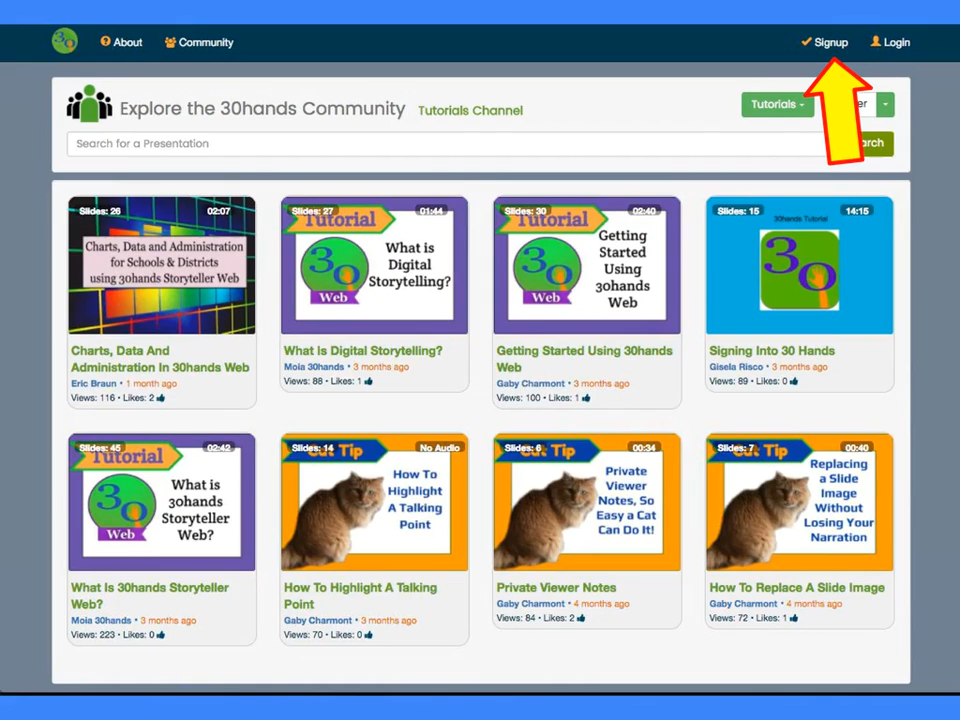 30
About
Community
Signup
Login
Explore the 30hands Community
Tutorials Channel
Tutorials
Search for a Presentation
Slides: 26
02:07
Charts, Data and Administration
for Schools & Districts
using 30hands Storyteller Web
Charts, Data And
Administration In 30hands Web
Eric Braun • 1 month ago
Views: 116 • Likes: 2
Slides: 27
01:44
Tutorial
30
Web
What is
Digital
Storytelling?
What Is Digital Storytelling?
Moia 30hands • 3 months ago
Views: 88 • Likes: 1
Slides: 30
02:40
Tutorial
30
Web
Getting
Started
Using
30hands
Web
Getting Started Using 30hands
Web
Gaby Charmont • 3 months ago
Views: 100 • Likes: 1
Slides: 15
14:15
30hands Tutorial
30
Signing Into 30 Hands
Gisela Risco • 3 months ago
Views: 89 • Likes: 0
Slides: 45
02:42
Tutorial
30
Web
What is
30hands
Storyteller
Web?
What Is 30hands Storyteller
Web?
Moia 30hands • 3 months ago
Views: 223 • Likes: 0
Slides: 14
No Audio
Cat Tip
How To
Highlight
A Talking
Point
How To Highlight A Talking
Point
Gaby Charmont • 3 months ago
Views: 70 • Likes: 0
Slides: 6
00:34
Cat Tip
Private
Viewer
Notes, So
Easy a Cat
Can Do It!
Private Viewer Notes
Gaby Charmont • 4 months ago
Views: 84 • Likes: 2
Slides: 7
00:40
Cat Tip
Replacing
a Slide
Image
Without
Losing Your
Narration
How To Replace A Slide Image
Gaby Charmont • 4 months ago
Views: 72 • Likes: 1